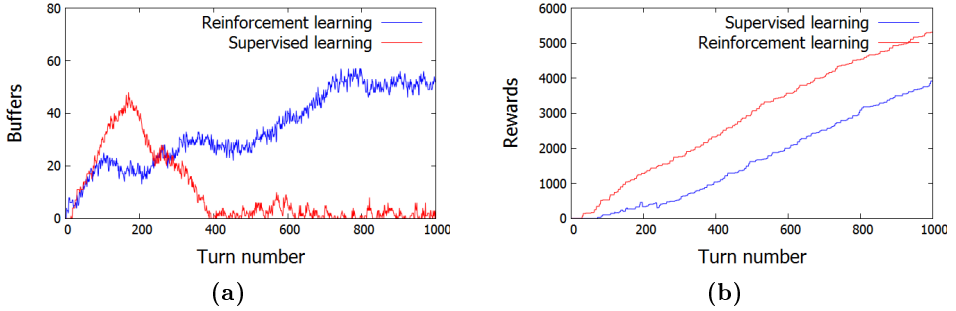 80
60
40
20
0
0
200
400
600
800
1000
Buffers
Turn number
Reinforcement learning
Supervised learning
(a)
6000
5000
4000
3000
2000
1000
0
0
200
400
600
800
1000
Rewards
Turn number
Supervised learning
Reinforcement learning
(b)